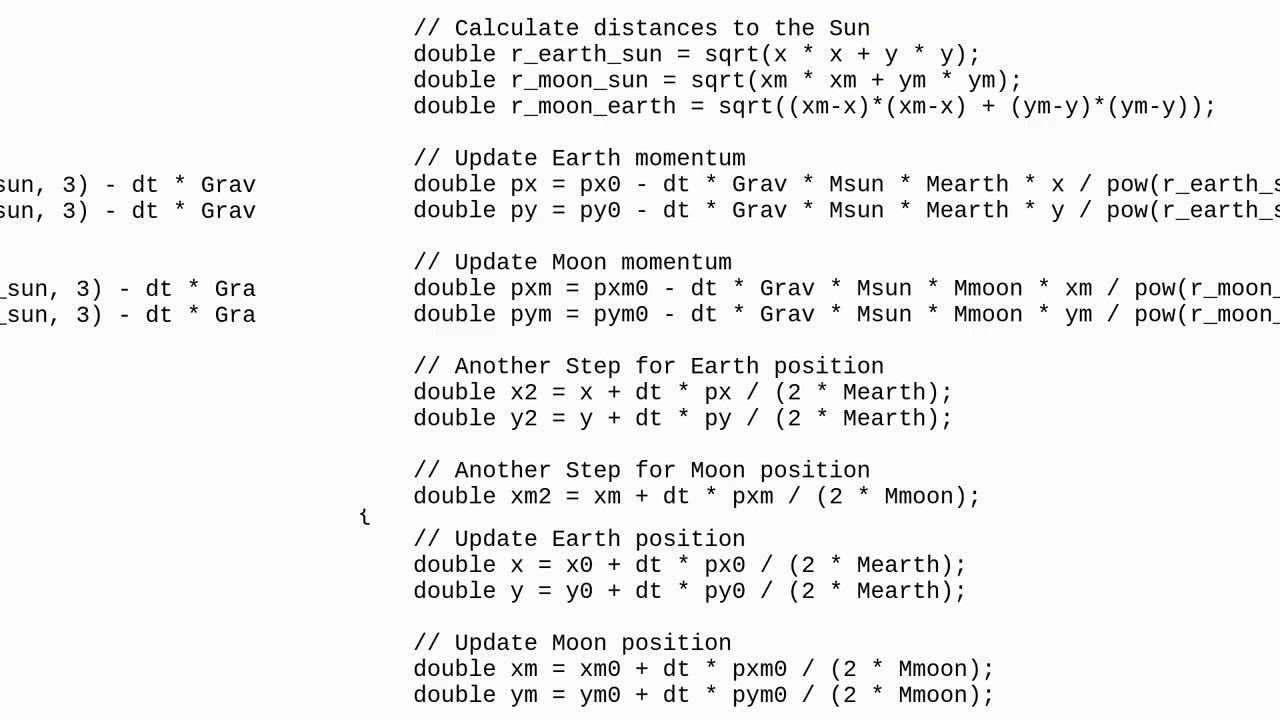 // Calculate distances to the Sun
double r_earth_sun = sqrt(x * x + y * y);
double r_moon_sun = sqrt(xm * xm + ym * ym);
double r_moon_earth = sqrt((xm-x)*(xm-x) + (ym-y)*(ym-y));
// Update Earth momentum
sun, 3) - dt * Grav
double px = px0 - dt * Grav * Msun * Mearth * x / pow(r_earth_s
sun, 3) - dt * Grav
double py = py0 - dt * Grav * Msun * Mearth * y / pow(r_earth_s
// Update Moon momentum
_sun, 3) - dt * Gra
double pxm = pxm0 - dt * Grav * Msun * Mmoon * xm / pow(r_moon_
_sun, 3) - dt * Gra
double pym = pym0 - dt * Grav * Msun * Mmoon * ym / pow(r_moon_
// Another Step for Earth position
double x2 = x + dt * px / (2 * Mearth);
double y2 = y + dt * py / (2 * Mearth);
// Another Step for Moon position
double xm2 = xm + dt * pxm / (2 * Mmoon);
{
// Update Earth position
double x = x0 + dt * px0 / (2 * Mearth);
double y = y0 + dt * py0 / (2 * Mearth);
// Update Moon position
double xm = xm0 + dt * pxm0 / (2 * Mmoon);
double ym = ym0 + dt * pym0 / (2 * Mmoon);